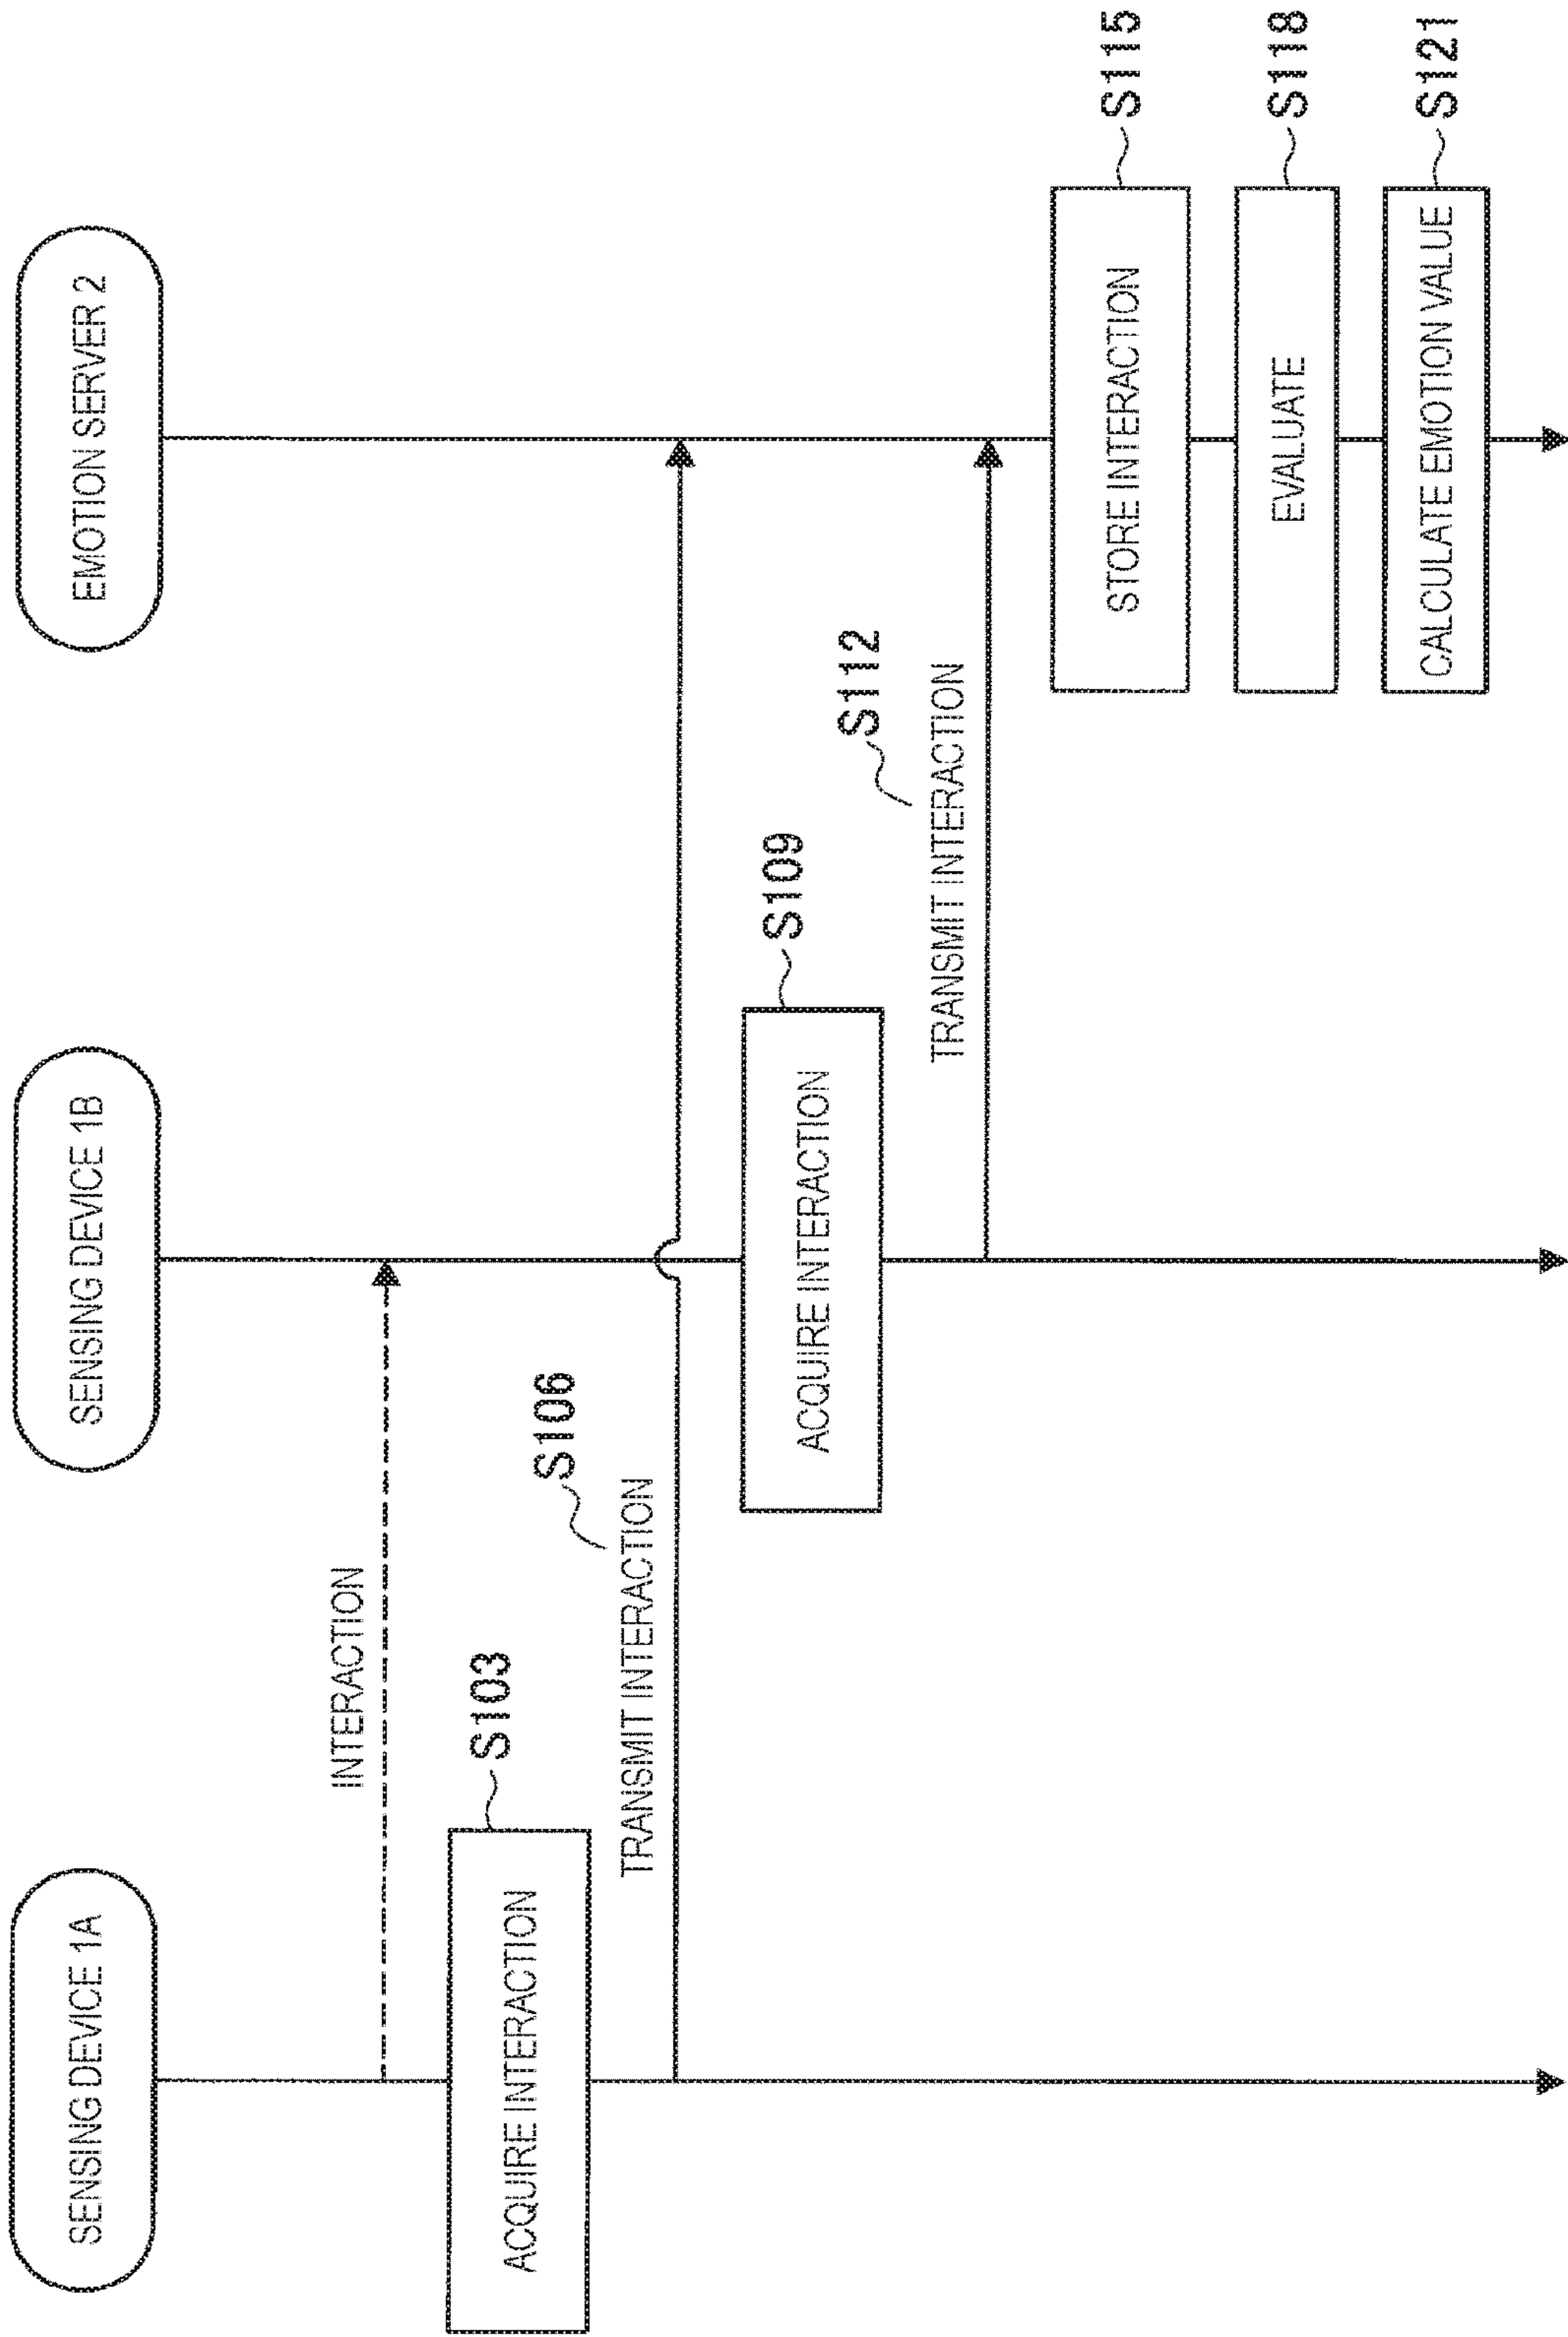 SENSING DEVICE 1A
SENSING DEVICE 1B
EMOTION SERVER 2
INTERACTION
ACQUIRE INTERACTION
S103
TRANSMIT INTERACTION
S106
ACQUIRE INTERACTION
S109
TRANSMIT INTERACTION
S112
STORE INTERACTION
S115
EVALUATE
S118
CALCULATE EMOTION VALUE
S121